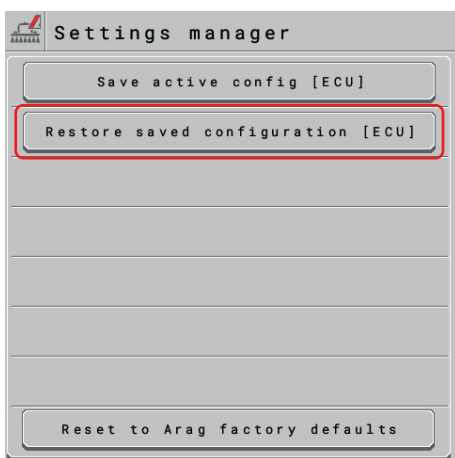 Settings manager
Save active config [ECU]
Restore saved configuration [ECU]
Reset to Arag factory defaults